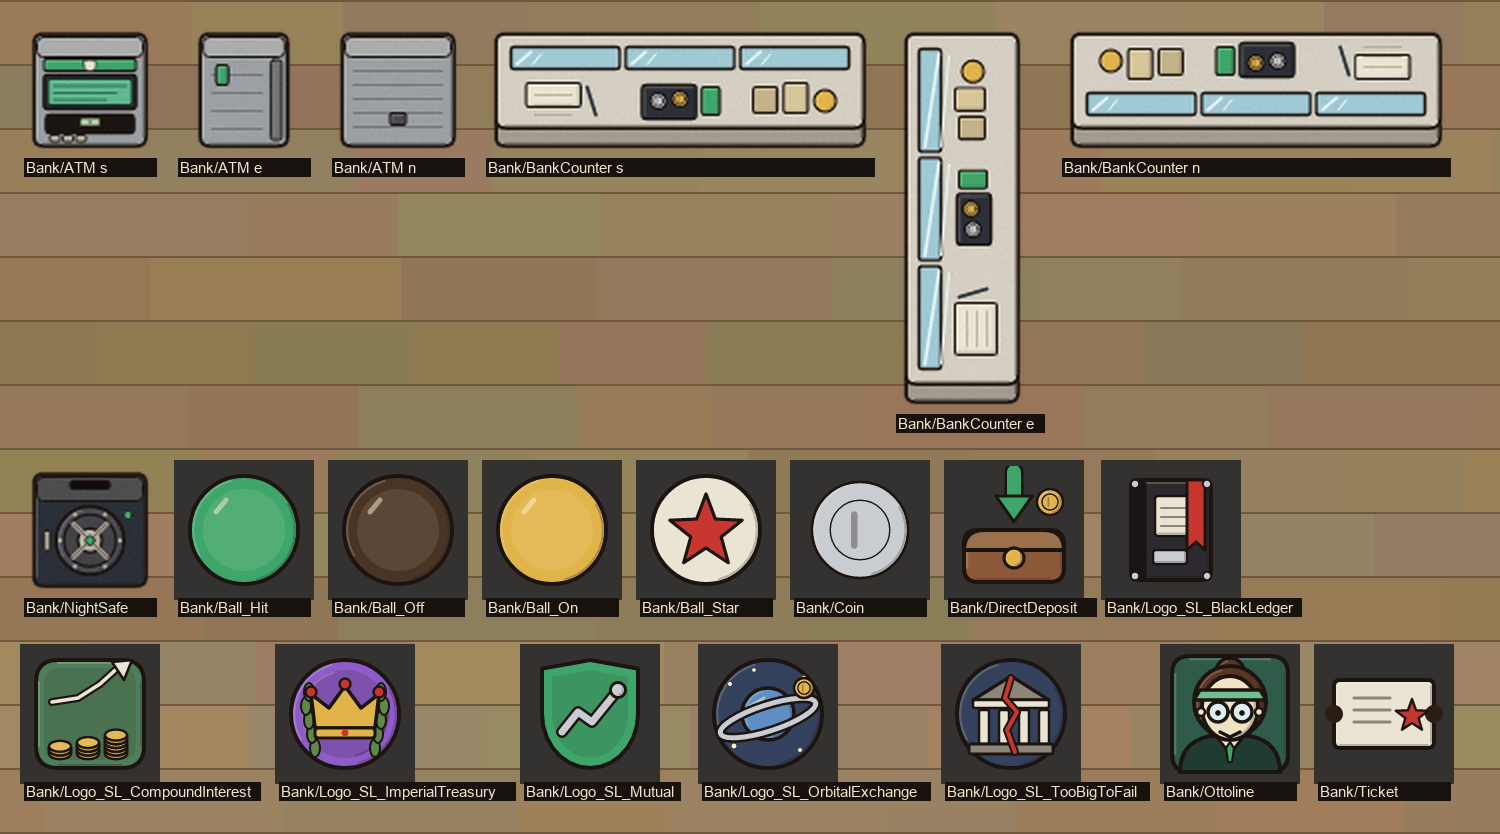 Bank/ATM s
Bank/ATM e
Bank/ATM n
Bank/BankCounter s
Bank/BankCounter n
Bank/BankCounter e
Bank/NightSafe
Bank/Ball_Hit
Bank/Ball_Off
Bank/Ball_On
Bank/Ball_Star
Bank/Coin
Bank/DirectDeposit
Bank/Logo_SL_BlackLedger
Bank/Logo_SL_CompoundInterest
Bank/Logo_SL_ImperialTreasury
Bank/Logo_SL_Mutual
Bank/Logo_SL_OrbitalExchange
Bank/Logo_SL_TooBigToFail
Bank/Ottoline
Bank/Ticket